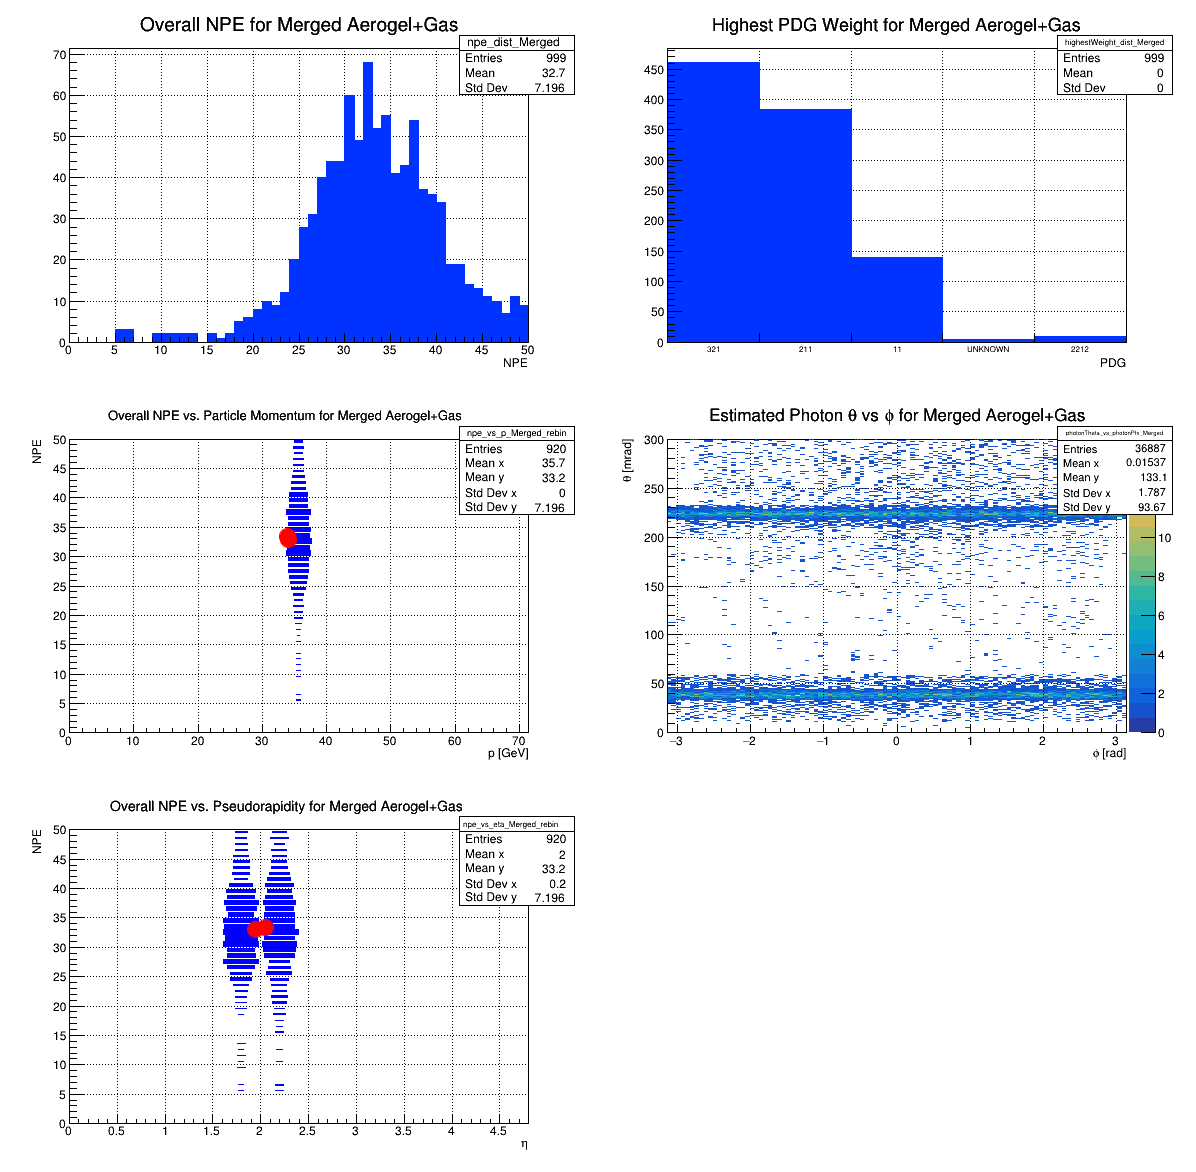 Overall NPE for Merged Aerogel+Gas
npe_dist_Merged
Entries 999
Mean 32.7
Std Dev 7.196
70
60
50
40
30
20
10
0
0 5 10 15 20 25 30 35 40 45 50
NPE
Highest PDG Weight for Merged Aerogel+Gas
highestWeight_dist_Merged
Entries 999
Mean 0
Std Dev 0
450
400
350
300
250
200
150
100
50
0
321 211 11 UNKNOWN 2212
PDG
Overall NPE vs. Particle Momentum for Merged Aerogel+Gas
npe_vs_p_Merged_rebin
Entries 920
Mean x 35.7
Mean y 33.2
Std Dev x 0
Std Dev y 7.196
NPE
50
45
40
35
30
25
20
15
10
5
0
0 10 20 30 40 50 60 70
p [GeV]
Estimated Photon θ vs ϕ for Merged Aerogel+Gas
photonTheta_vs_photonPhi_Merged
Entries 36887
Mean x 0.01537
Mean y 133.1
Std Dev x 1.787
Std Dev y 93.67
θ [mrad]
300
250
200
150
100
50
0
−3 −2 −1 0 1 2 3
ϕ [rad]
10
8
6
4
2
0
Overall NPE vs. Pseudorapidity for Merged Aerogel+Gas
npe_vs_eta_Merged_rebin
Entries 920
Mean x 2
Mean y 33.2
Std Dev x 0.2
Std Dev y 7.196
NPE
50
45
40
35
30
25
20
15
10
5
0
0 0.5 1 1.5 2 2.5 3 3.5 4 4.5
η